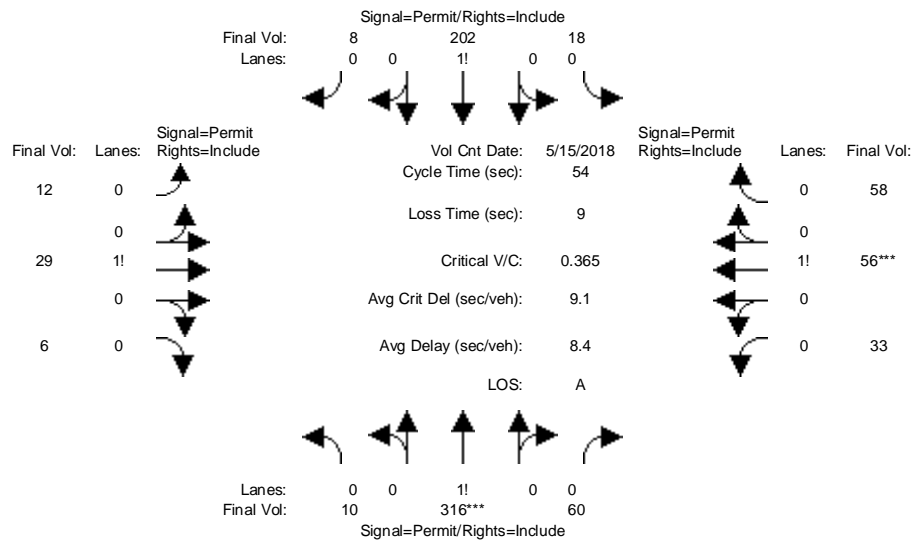 Signal=Permit/Rights=Include
Final Vol: 8 202 18
Lanes: 0 0 1! 0 0
Signal=Permit
Final Vol: Lanes: Rights=Include
Vol Cnt Date: 5/15/2018
Signal=Permit
Rights=Include Lanes: Final Vol:
Cycle Time (sec): 54
12 0
0 58
Loss Time (sec): 9
0
0
29 1!
Critical V/C: 0.365
1! 56***
0
Avg Crit Del (sec/veh): 9.1
0
6 0
Avg Delay (sec/veh): 8.4
0 33
LOS: A
Lanes: 0 0 1! 0 0
Final Vol: 10 316*** 60
Signal=Permit/Rights=Include